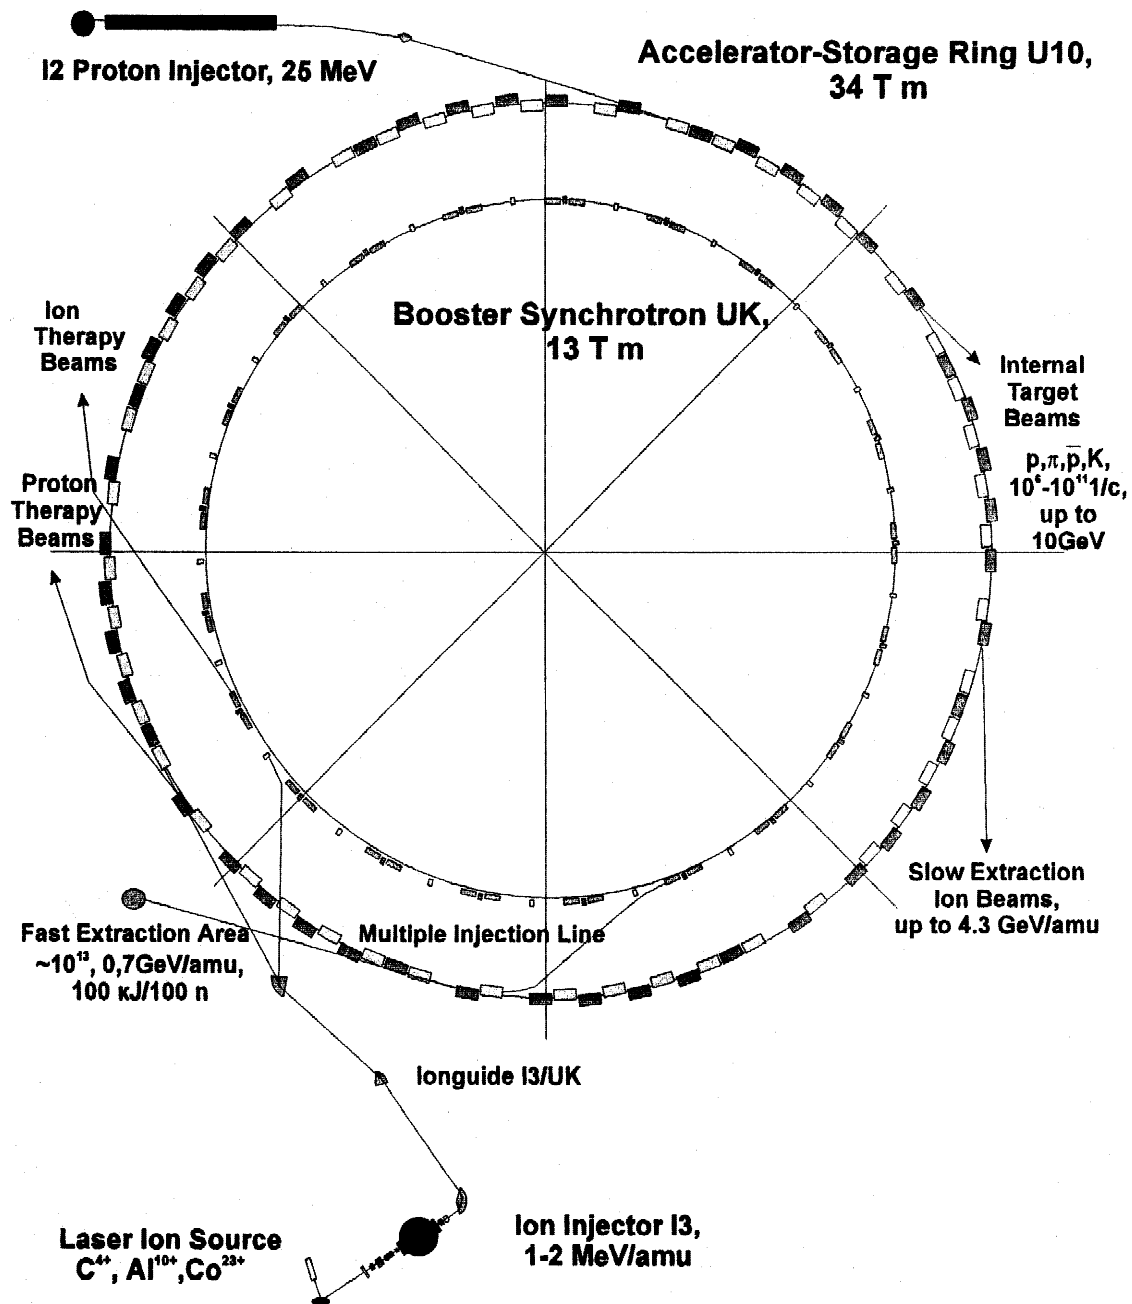 I2 Proton Injector, 25 MeV
Accelerator-Storage Ring U10,
34 T m
Booster Synchrotron UK,
13 T m
Ion
Therapy
Beams
Proton
Therapy
Beams
Internal
Target
Beams
p,π,p̅,K,
10⁶-10¹¹1/c,
up to
10GeV
Slow Extraction
Ion Beams,
up to 4.3 GeV/amu
Fast Extraction Area
~10¹³, 0,7GeV/amu,
100 кJ/100 n
Multiple Injection Line
Ionguide I3/UK
Ion Injector I3,
1-2 MeV/amu
Laser Ion Source
C⁴⁺, Al¹⁰⁺,Co²³⁺